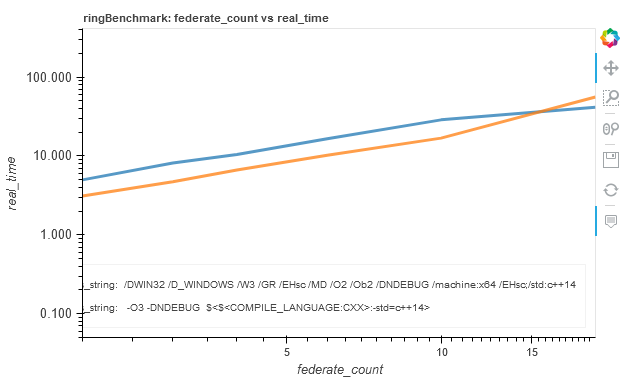 ringBenchmark: federate_count vs real_time
100.000
10.000
1.000
0.100
real_time
_string: /DWIN32 /D_WINDOWS /W3 /GR /EHsc /MD /O2 /Ob2 /DNDEBUG /machine:x64 /EHsc;/std:c++14
_string: -O3 -DNDEBUG $<$<COMPILE_LANGUAGE:CXX>:-std=c++14>
5
10
15
federate_count